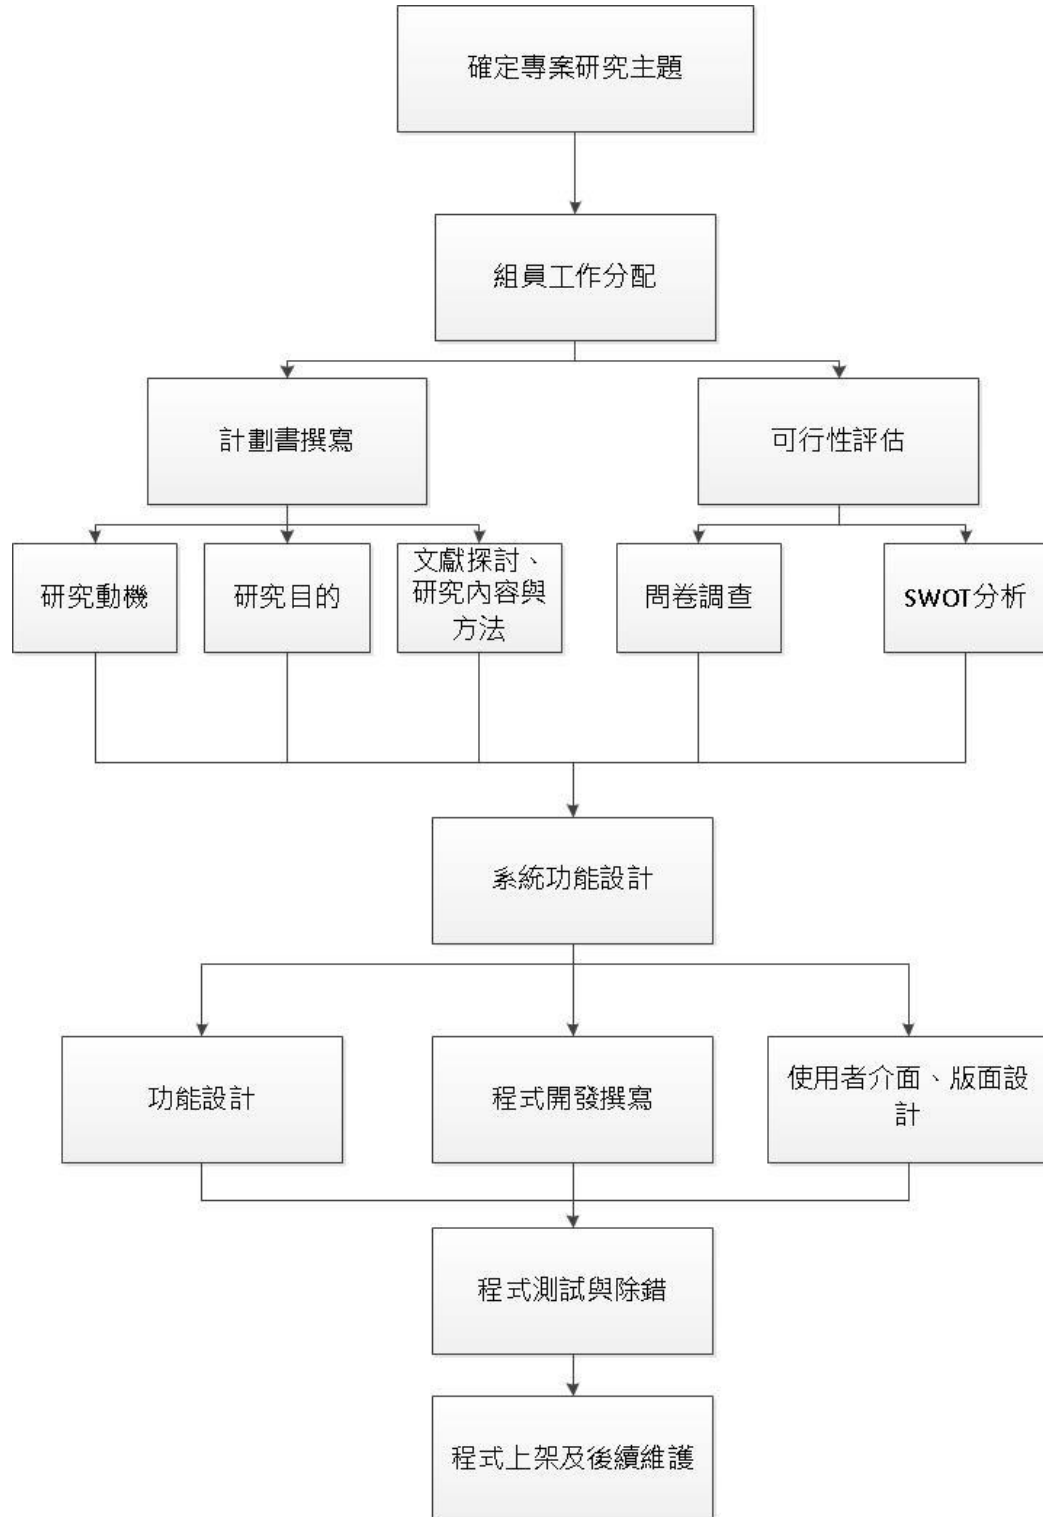 確定專案研究主題
組員工作分配
計劃書撰寫
可行性評估
研究動機
研究目的
文獻探討、
研究內容與
方法
問卷調查
SWOT分析
系統功能設計
功能設計
程式開發撰寫
使用者介面、版面設
計
程式測試與除錯
程式上架及後續維護